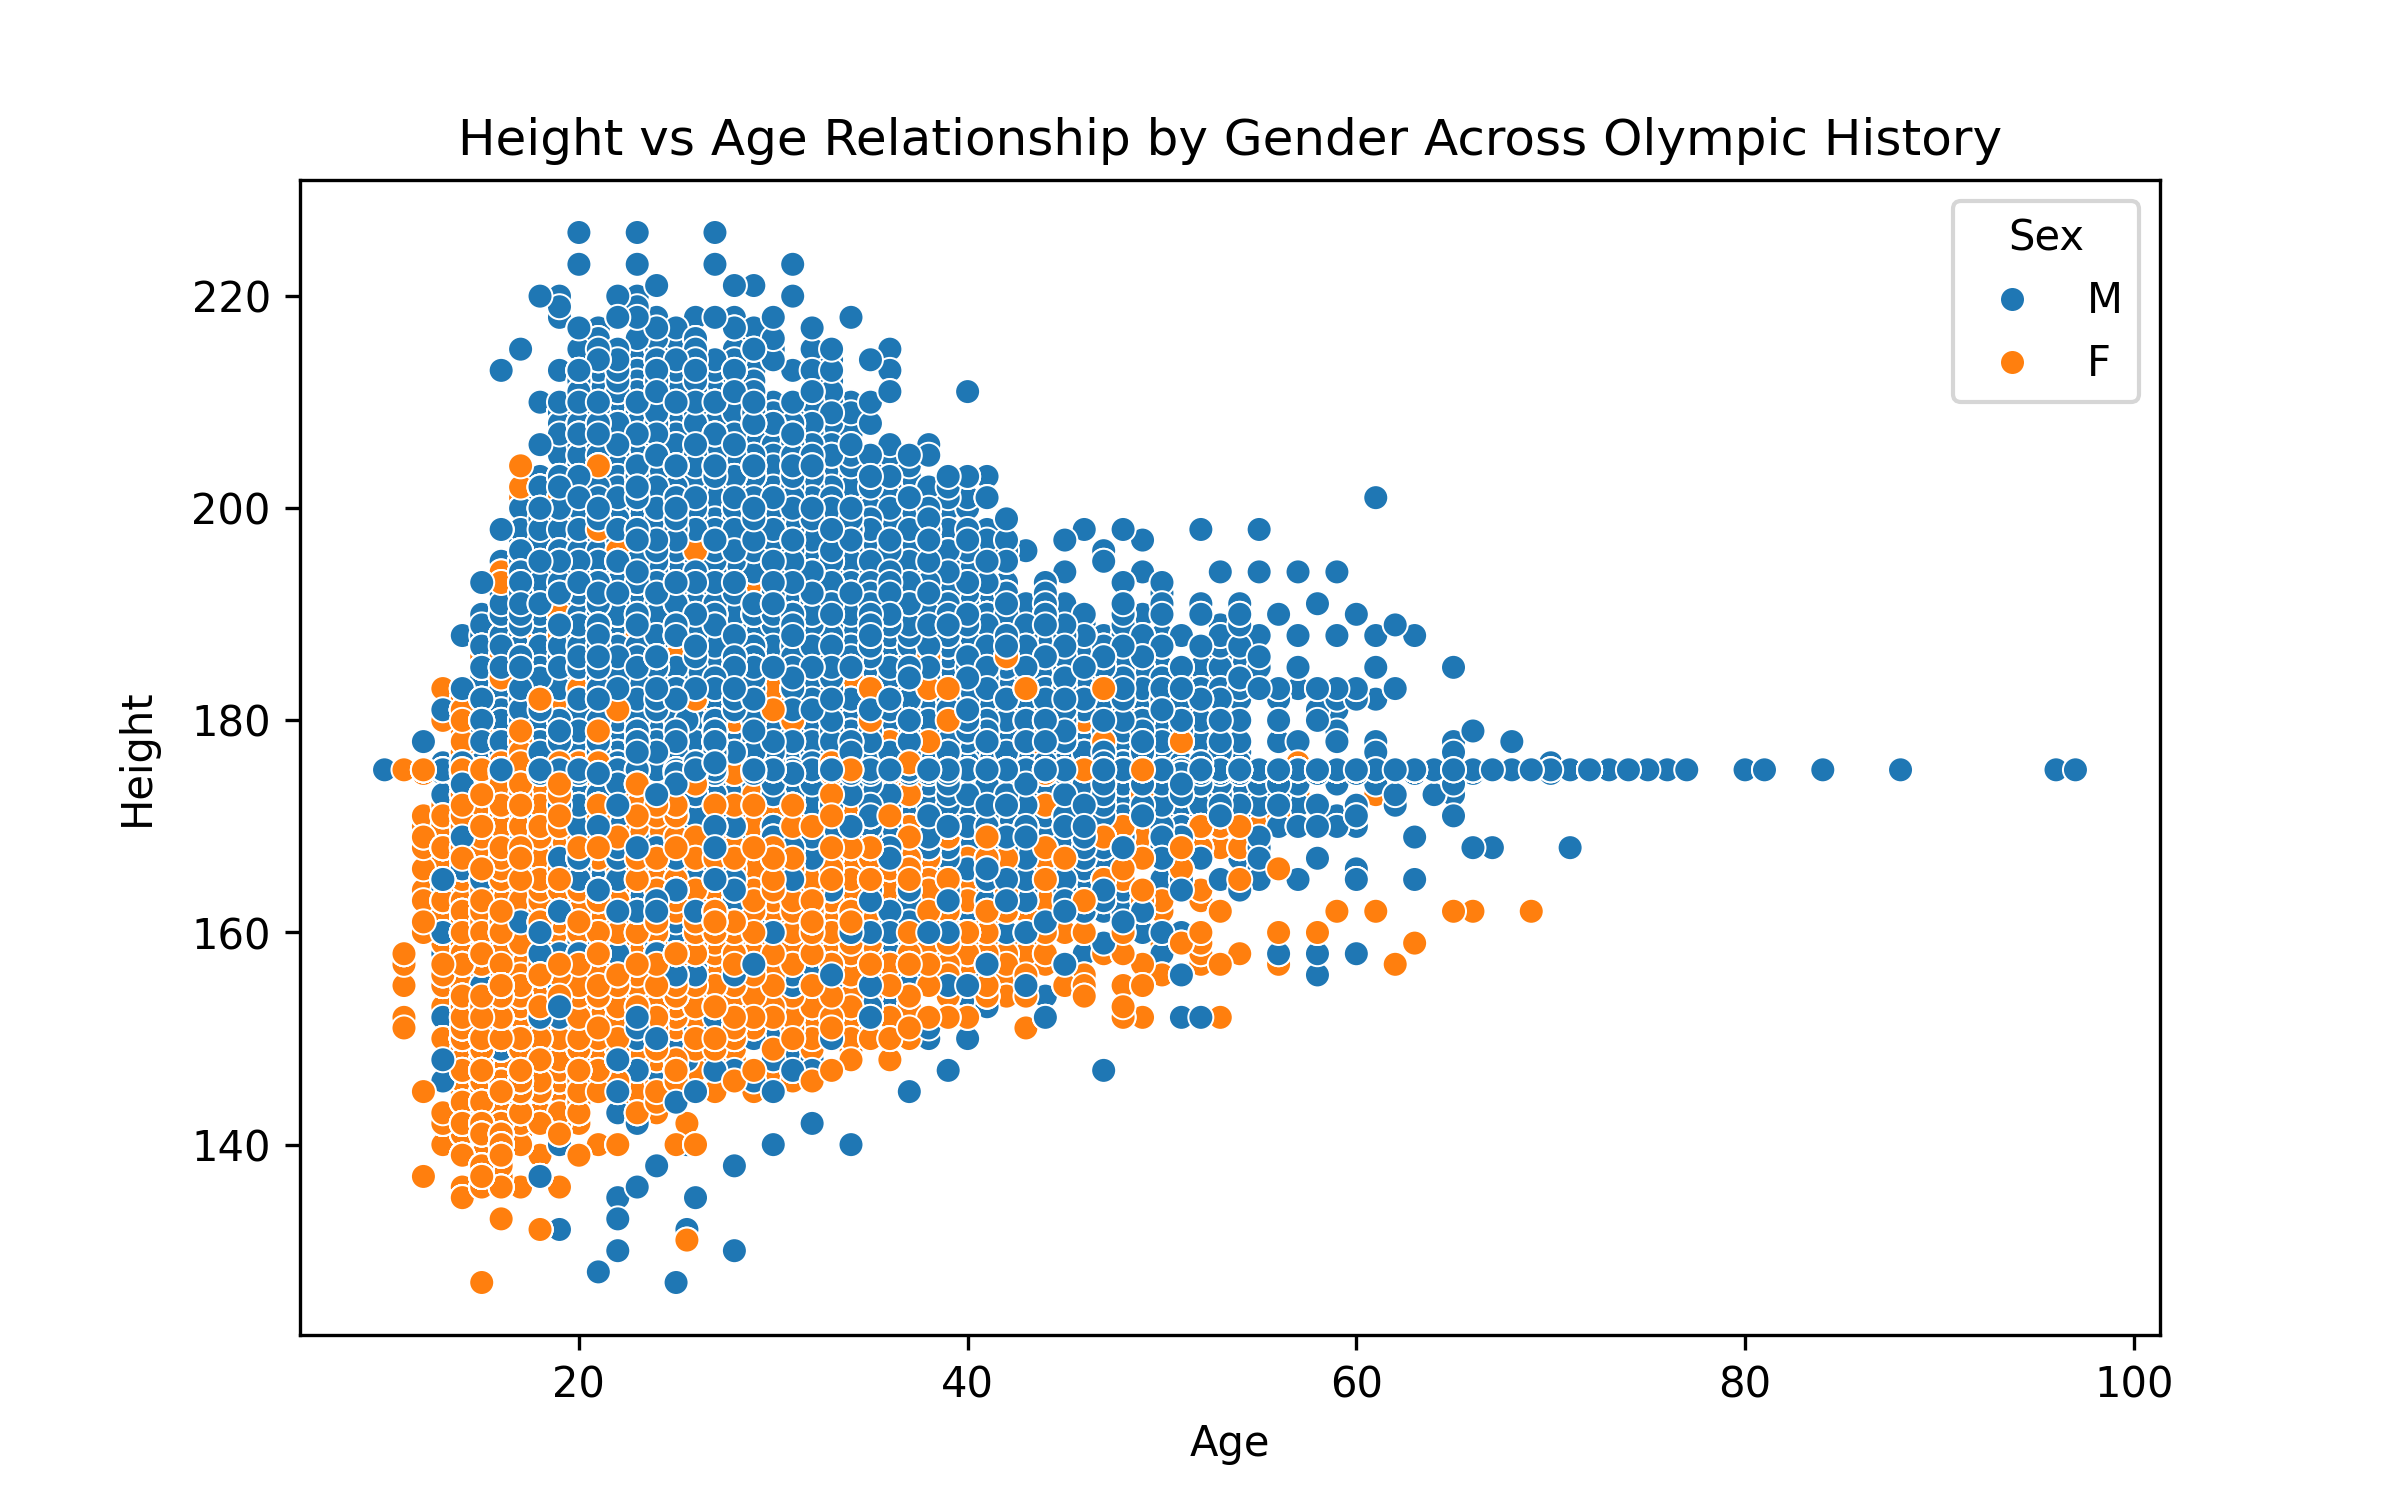 Height vs Age Relationship by Gender Across Olympic History
Sex
M
F
220
200
180
160
140
Height
20 40 60 80 100
Age